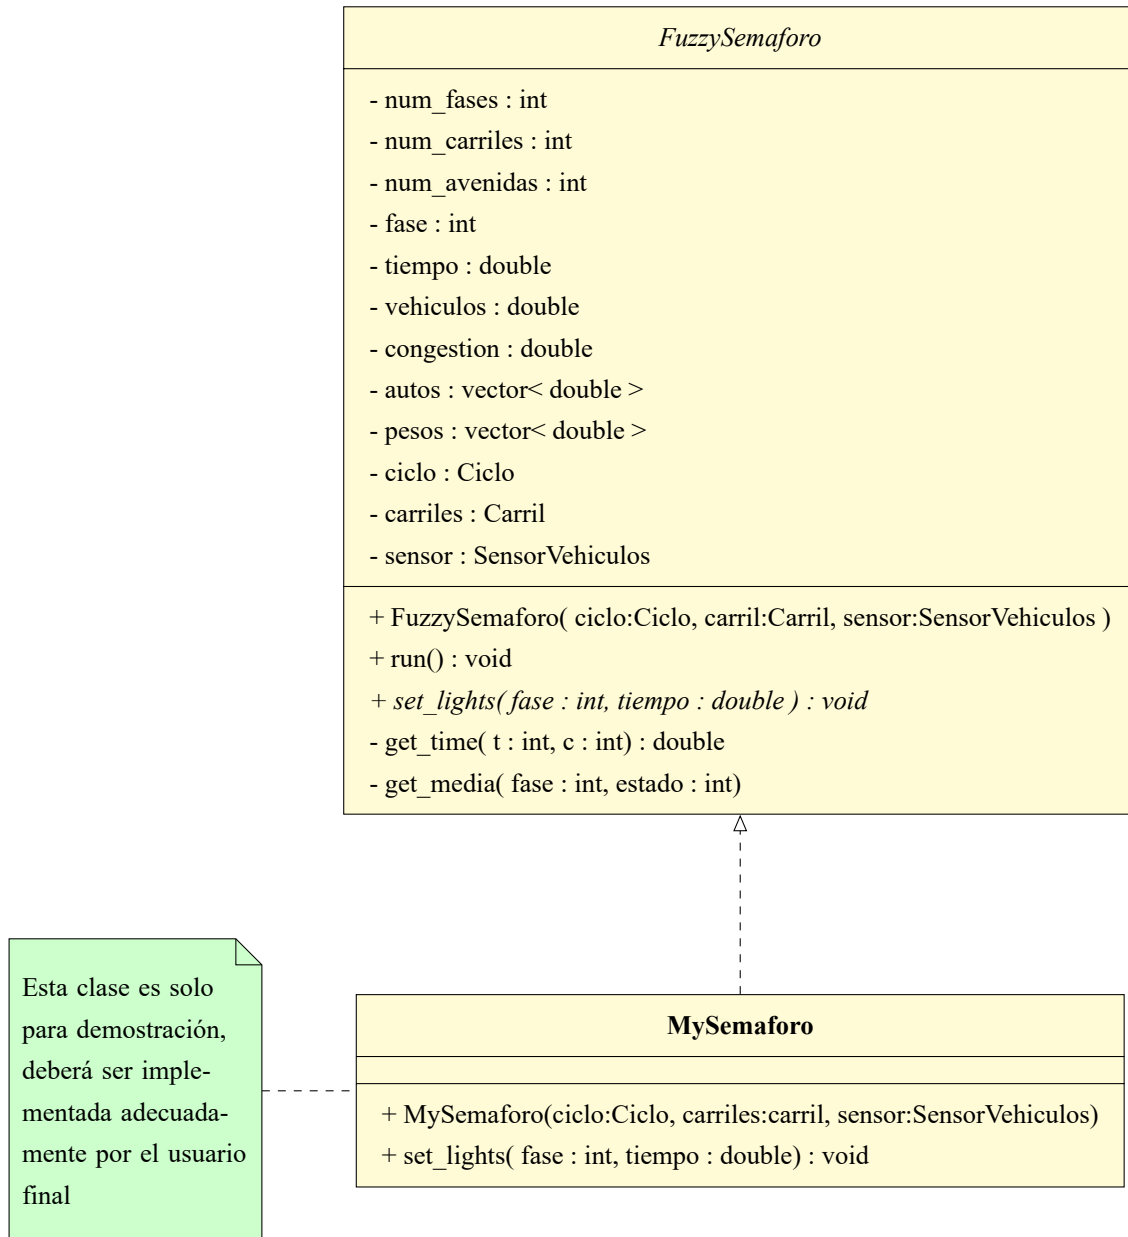 FuzzySemaforo
- num_fases : int
- num_carriles : int
- num_avenidas : int
- fase : int
- tiempo : double
- vehiculos : double
- congestion : double
- autos : vector< double >
- pesos : vector< double >
- ciclo : Ciclo
- carriles : Carril
- sensor : SensorVehiculos
+ FuzzySemaforo( ciclo:Ciclo, carril:Carril, sensor:SensorVehiculos )
+ run() : void
+ set_lights( fase : int, tiempo : double ) : void
- get_time( t : int, c : int) : double
- get_media( fase : int, estado : int)
Esta clase es solo
para demostración,
deberá ser imple-
mentada adecuada-
mente por el usuario
final
MySemaforo
+ MySemaforo(ciclo:Ciclo, carriles:carril, sensor:SensorVehiculos)
+ set_lights( fase : int, tiempo : double) : void